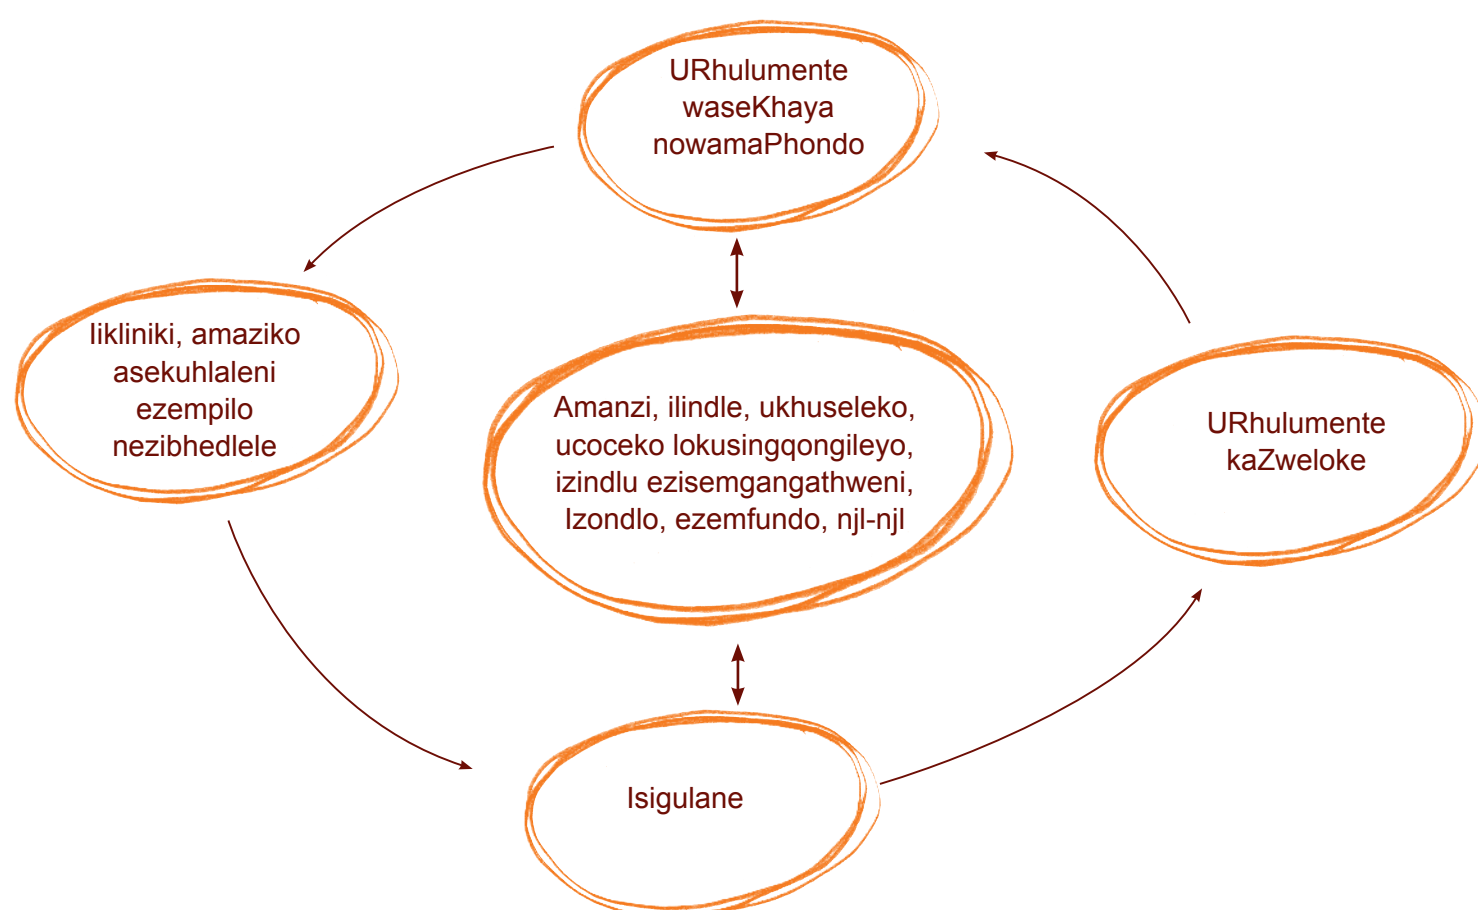 URhulumente
waseKhaya
nowamaPhondo
Iikliniki, amaziko
asekuhlaleni
ezempilo
nezibhedlele
Amanzi, ilindle, ukhuseleko,
ucoceko lokusingqongileyo,
izindlu ezisemgangathweni,
Izondlo, ezemfundo, njl-njl
URhulumente
kaZweloke
Isigulane